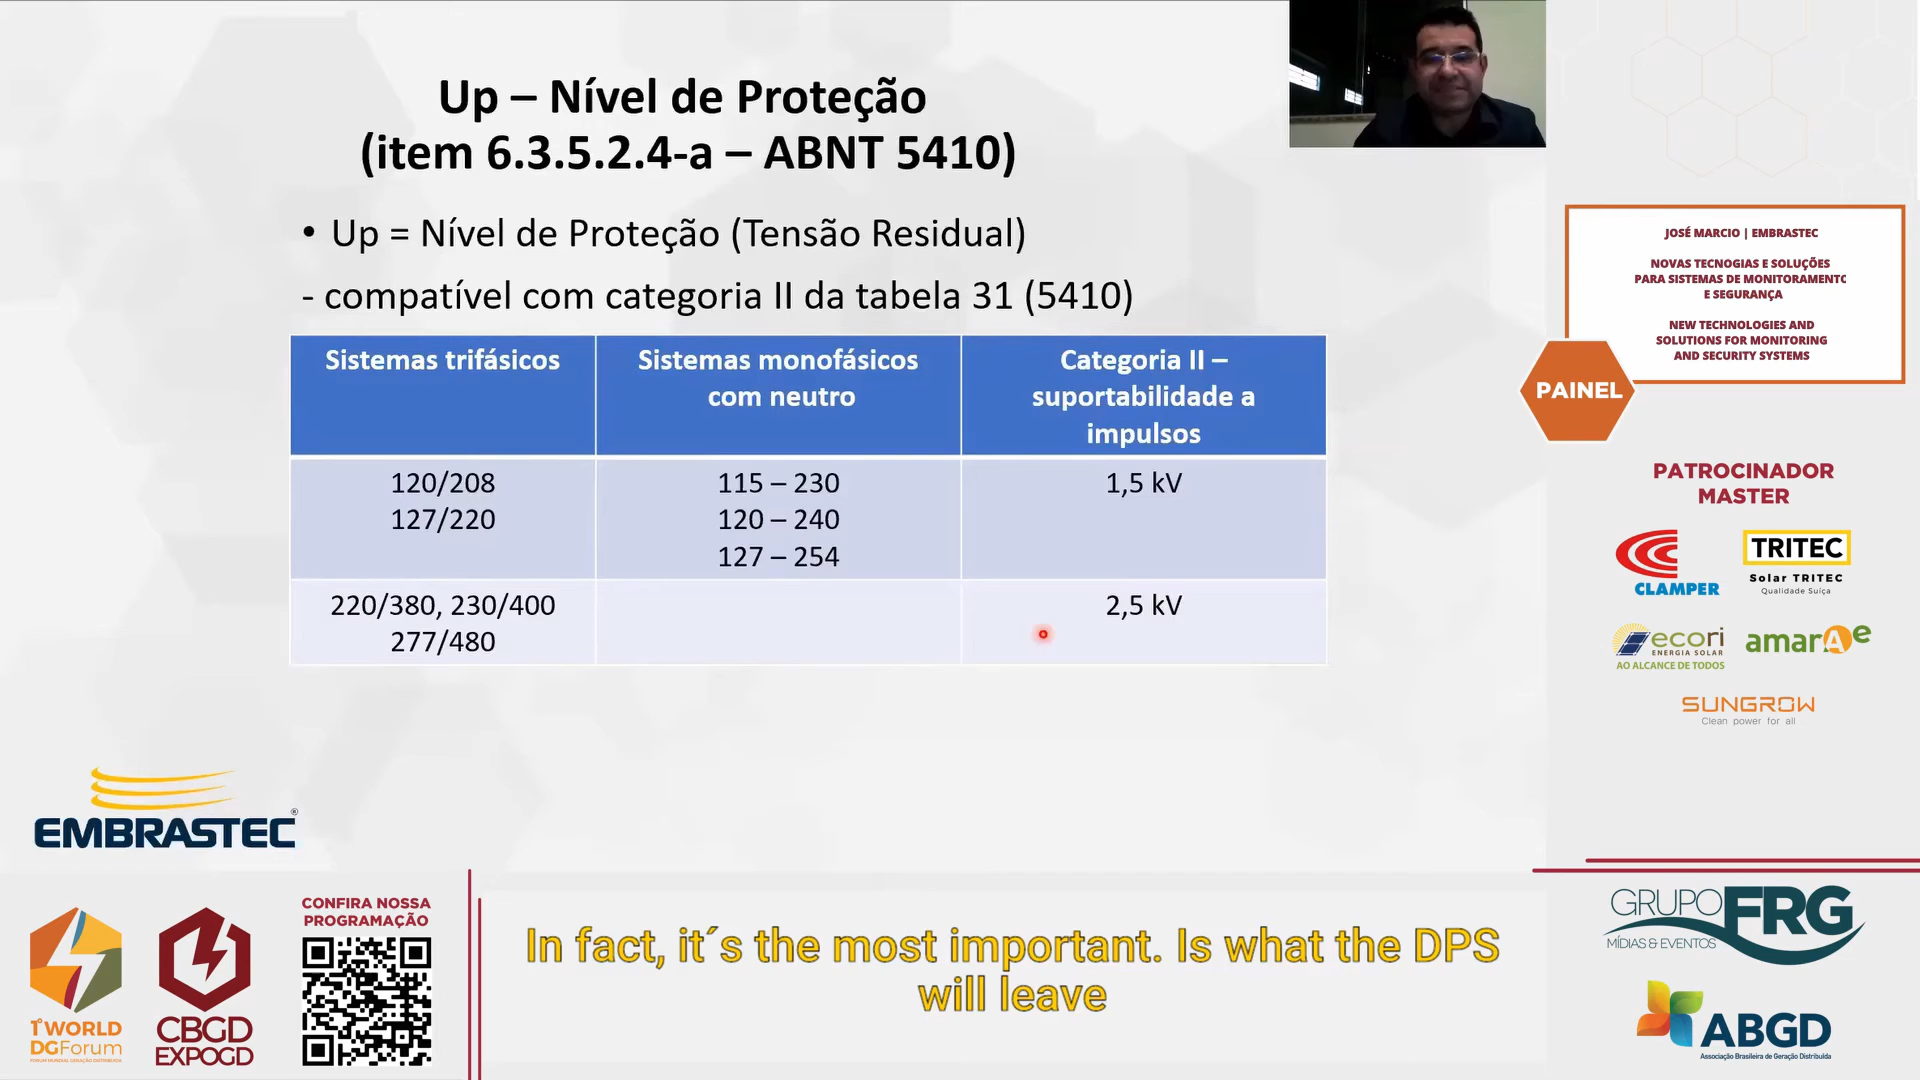 Up – Nível de Proteção
(item 6.3.5.2.4-a – ABNT 5410)
• Up = Nível de Proteção (Tensão Residual)
- compatível com categoria II da tabela 31 (5410)
Sistemas trifásicos
Sistemas monofásicos
com neutro
Categoria II –
suportabilidade a
impulsos
120/208
127/220
115 – 230
120 – 240
127 – 254
1,5 kV
220/380, 230/400
277/480
2,5 kV
EMBRASTEC
JOSÉ MARCIO | EMBRASTEC
NOVAS TECNOGIAS E SOLUÇÕES
PARA SISTEMAS DE MONITORAMENTO
E SEGURANÇA
NEW TECHNOLOGIES AND
SOLUTIONS FOR MONITORING
AND SECURITY SYSTEMS
PAINEL
PATROCINADOR
MASTER
CLAMPER
TRITEC
Solar TRITEC
Qualidade Suíça
ecori
ENERGIA SOLAR
AO ALCANCE DE TODOS
amarAe
SUNGROW
Clean power for all
1º WORLD
DGForum
FÓRUM MUNDIAL GERAÇÃO DISTRIBUÍDA
CBGD
EXPOGD
CONFIRA NOSSA
PROGRAMAÇÃO
In fact, it´s the most important. Is what the DPS
will leave
GRUPO FRG
MÍDIAS & EVENTOS
ABGD
Associação Brasileira de Geração Distribuída